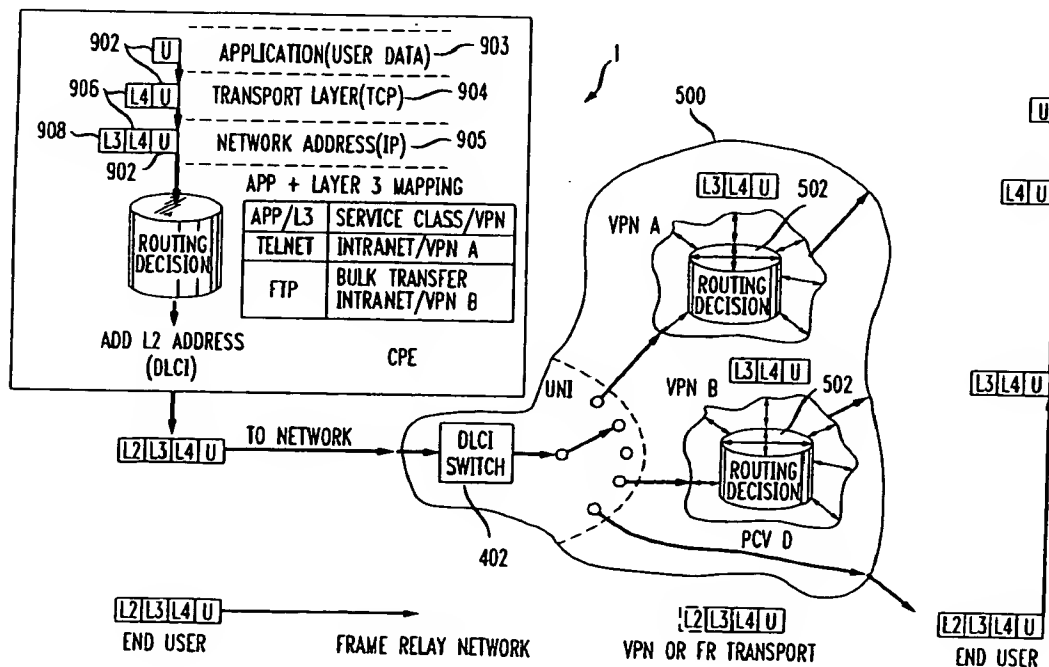 902
U
APPLICATION(USER DATA)
903
906
L4 U
TRANSPORT LAYER(TCP)
904
908
L3 L4 U
NETWORK ADDRESS(IP)
905
902
APP + LAYER 3 MAPPING
APP/L3 SERVICE CLASS/VPN
TELNET INTRANET/VPN A
FTP BULK TRANSFER
INTRANET/VPN B
ROUTING
DECISION
ADD L2 ADDRESS
(DLCI)
CPE
1
500
L3 L4 U
502
VPN A
ROUTING
DECISION
UNI
L3 L4 U
502
VPN B
ROUTING
DECISION
PCV D
U
L4 U
L3 L4 U
L2 L3 L4 U
TO NETWORK
DLCI
SWITCH
402
L2 L3 L4 U
END USER
FRAME RELAY NETWORK
L2 L3 L4 U
VPN OR FR TRANSPORT
L2 L3 L4 U
END USER